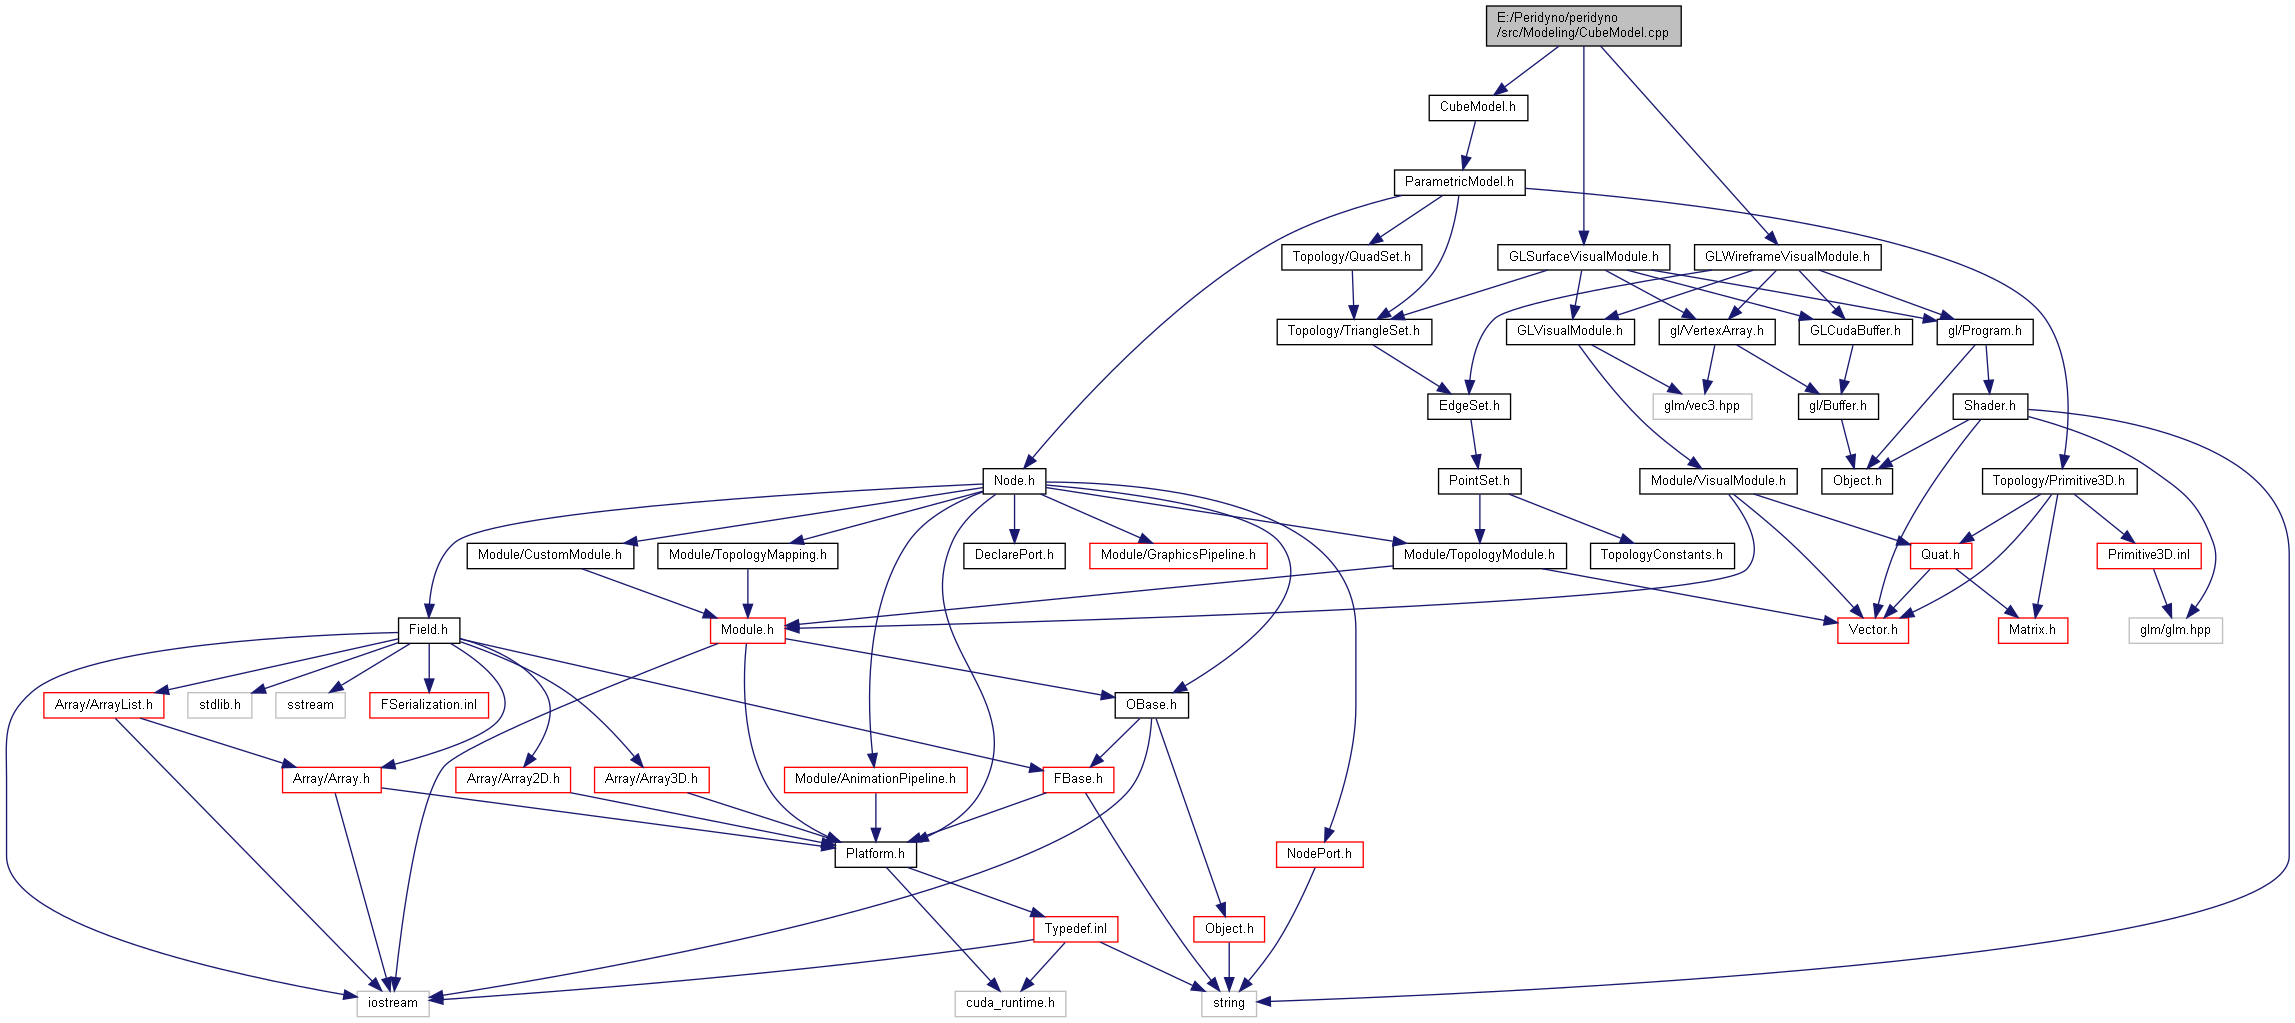 E:/Peridyno/peridyno
/src/Modeling/CubeModel.cpp
CubeModel.h
ParametricModel.h
Topology/QuadSet.h
GLSurfaceVisualModule.h
GLWireframeVisualModule.h
Topology/TriangleSet.h
GLVisualModule.h
gl/VertexArray.h
GLCudaBuffer.h
gl/Program.h
EdgeSet.h
glm/vec3.hpp
gl/Buffer.h
Shader.h
Node.h
PointSet.h
Module/VisualModule.h
Object.h
Topology/Primitive3D.h
Module/CustomModule.h
Module/TopologyMapping.h
DeclarePort.h
Module/GraphicsPipeline.h
Module/TopologyModule.h
TopologyConstants.h
Quat.h
Primitive3D.inl
Field.h
Module.h
Vector.h
Matrix.h
glm/glm.hpp
Array/ArrayList.h
stdlib.h
sstream
FSerialization.inl
OBase.h
Array/Array.h
Array/Array2D.h
Array/Array3D.h
Module/AnimationPipeline.h
FBase.h
Platform.h
NodePort.h
Typedef.inl
Object.h
iostream
cuda_runtime.h
string